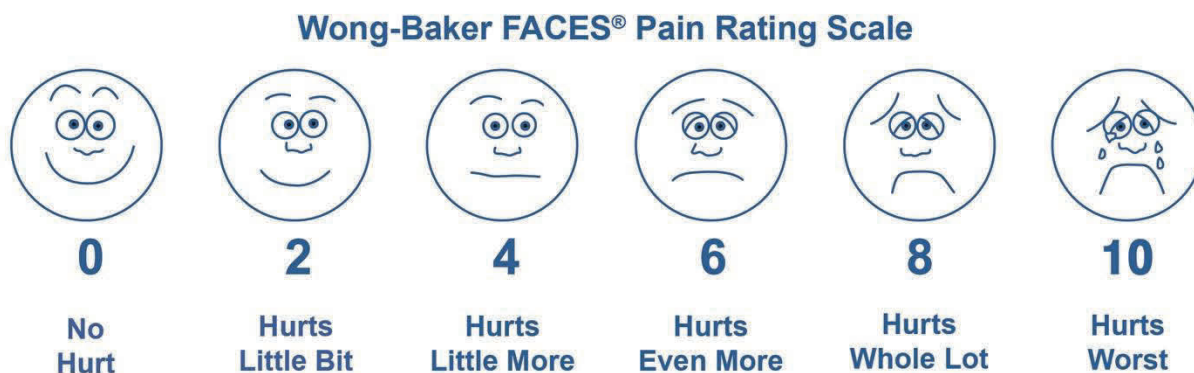 Wong-Baker FACES® Pain Rating Scale
0
2
4
6
8
10
No
Hurt
Hurts
Little Bit
Hurts
Little More
Hurts
Even More
Hurts
Whole Lot
Hurts
Worst